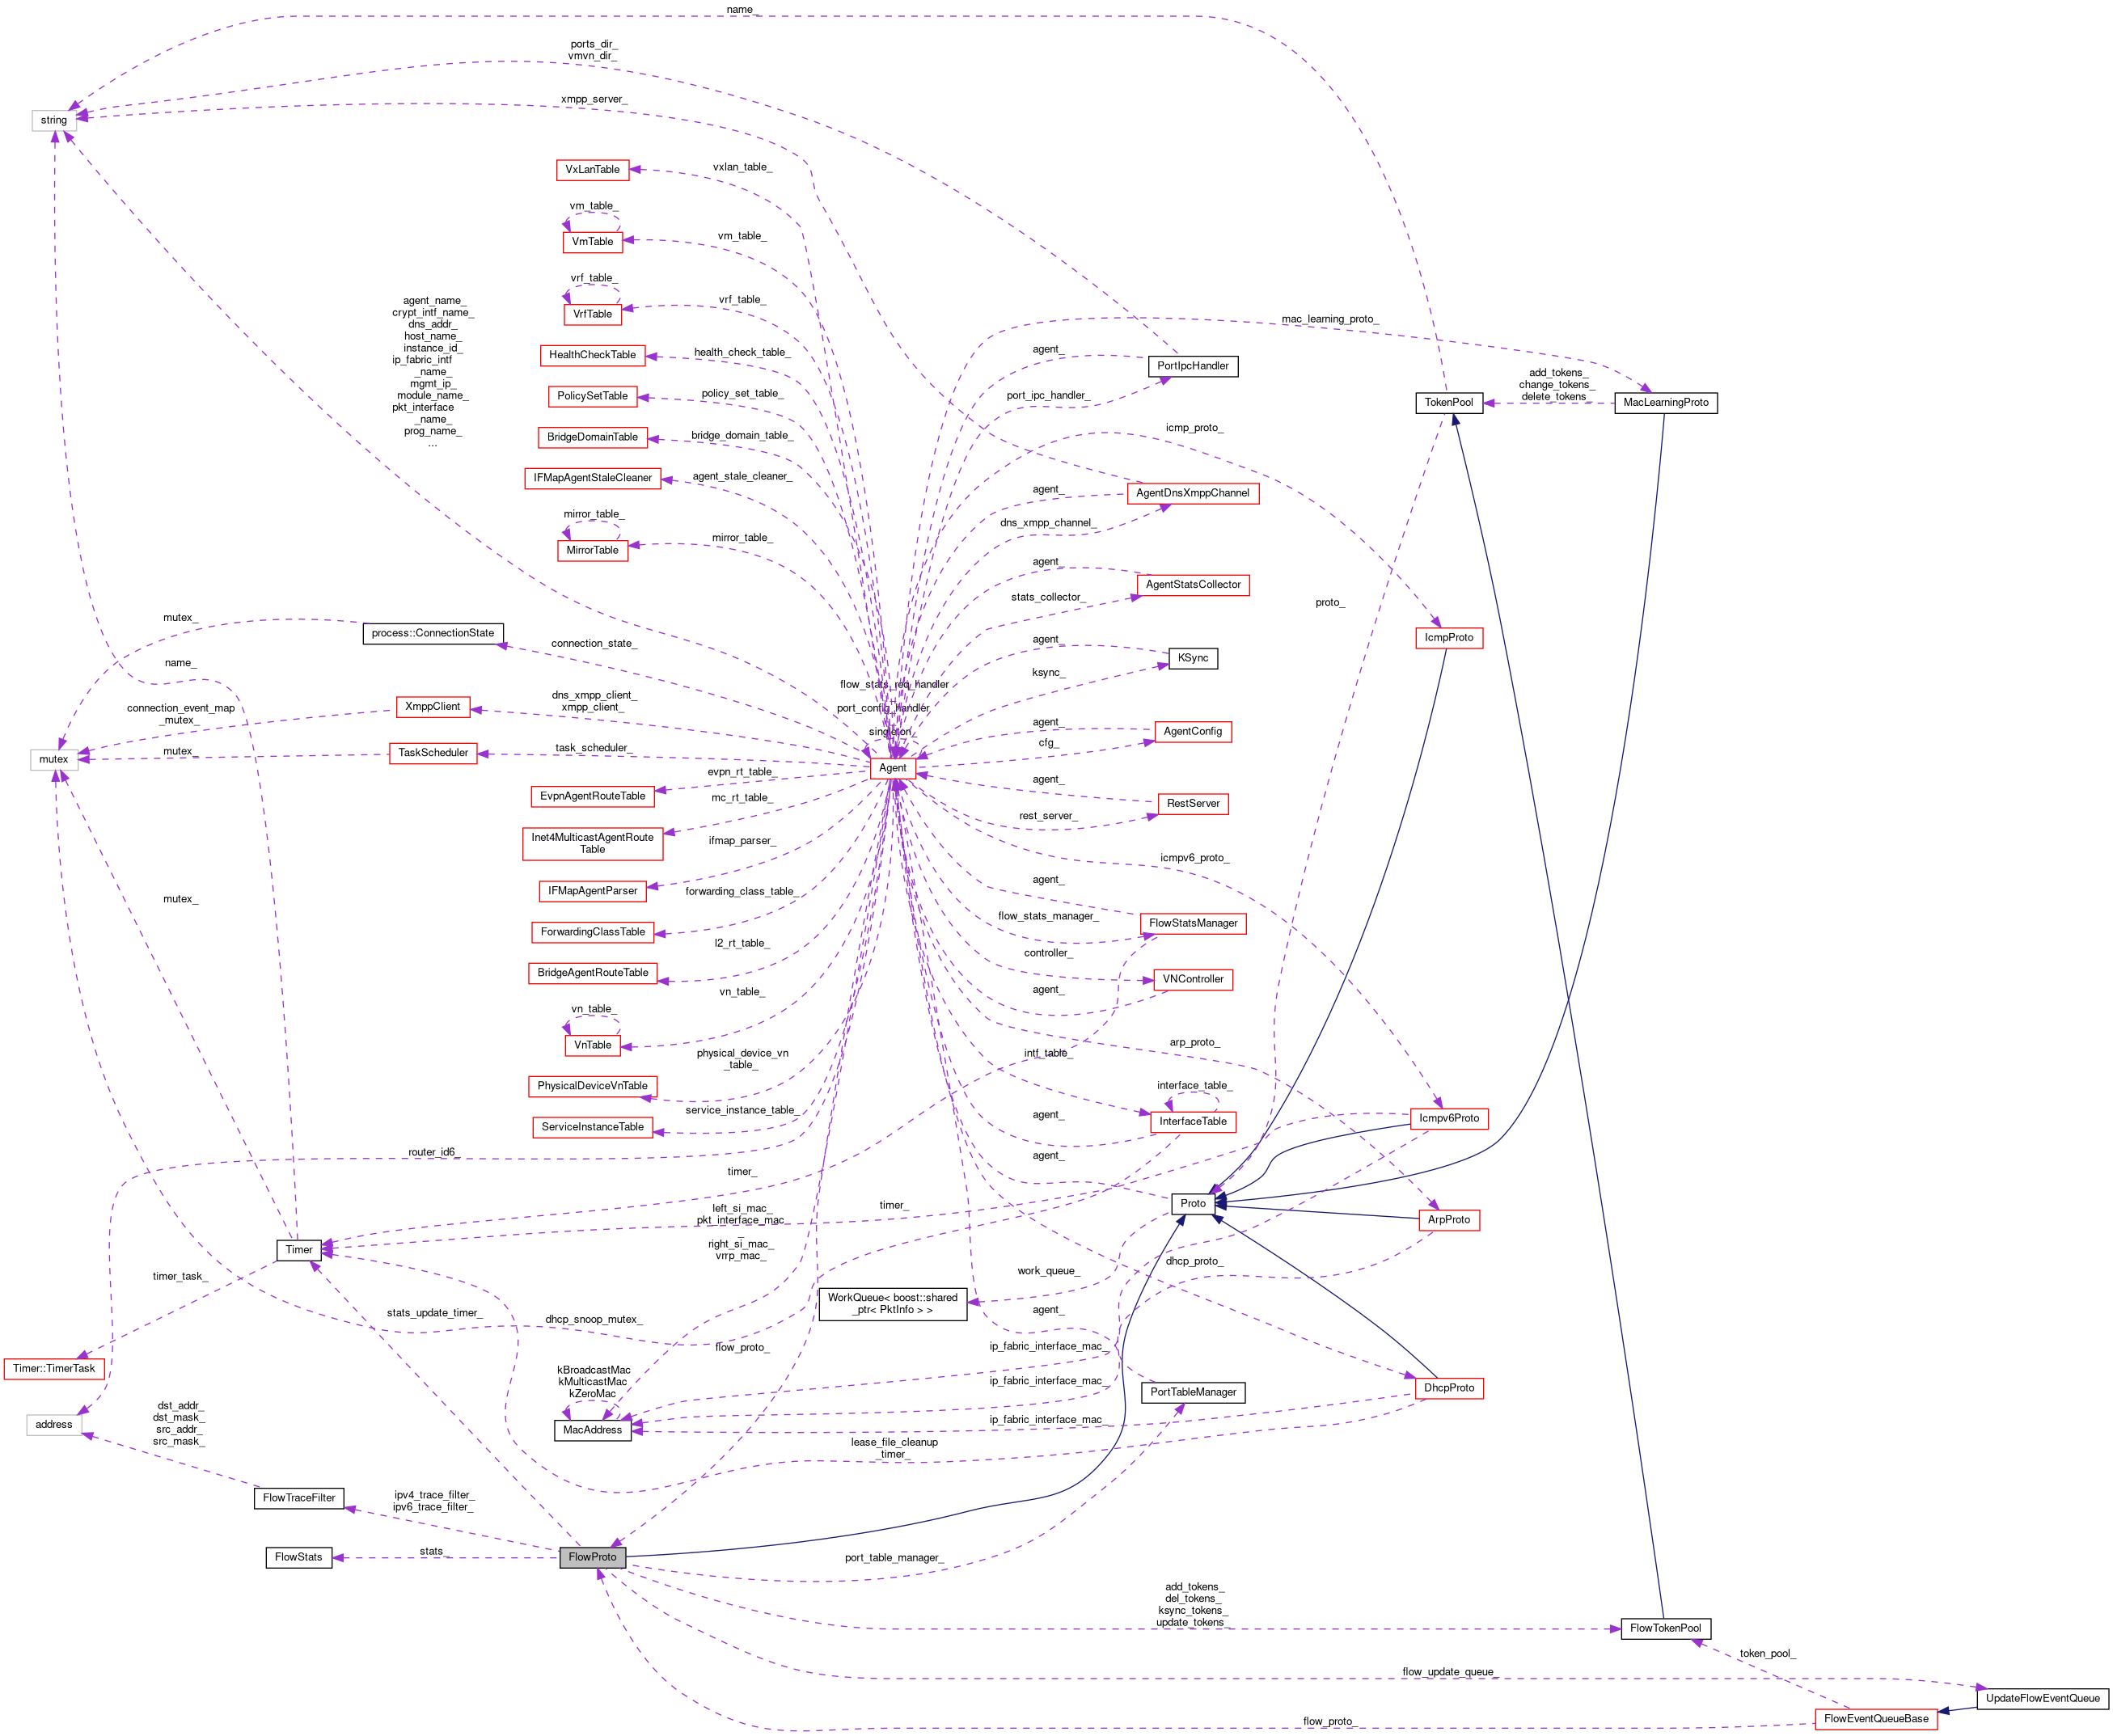 name_
ports_dir_
vmvn_dir_
xmpp_server_
string
VxLanTable
vxlan_table_
vm_table_
VmTable
vm_table_
vrf_table_
VrfTable
vrf_table_
agent_name_
crypt_intf_name_
dns_addr_
host_name_
instance_id_
ip_fabric_intf
_name_
mgmt_ip_
module_name_
pkt_interface
_name_
prog_name_
...
HealthCheckTable
health_check_table_
PolicySetTable
policy_set_table_
BridgeDomainTable
bridge_domain_table_
IFMapAgentStaleCleaner
agent_stale_cleaner_
mirror_table_
MirrorTable
mirror_table_
mac_learning_proto_
agent_
PortIpcHandler
port_ipc_handler_
add_tokens_
change_tokens_
delete_tokens_
TokenPool
MacLearningProto
icmp_proto_
agent_
AgentDnsXmppChannel
dns_xmpp_channel_
agent_
AgentStatsCollector
stats_collector_
proto_
IcmpProto
mutex_
process::ConnectionState
connection_state_
agent_
KSync
ksync_
name_
flow_stats_req_handler
port_config_handler
singleton
connection_event_map
_mutex_
XmppClient
dns_xmpp_client_
xmpp_client_
agent_
AgentConfig
cfg_
mutex
mutex_
TaskScheduler
task_scheduler_
Agent
agent_
RestServer
rest_server_
EvpnAgentRouteTable
evpn_rt_table_
Inet4MulticastAgentRoute
Table
mc_rt_table_
IFMapAgentParser
ifmap_parser_
icmpv6_proto_
mutex_
ForwardingClassTable
forwarding_class_table_
agent_
FlowStatsManager
flow_stats_manager_
BridgeAgentRouteTable
l2_rt_table_
controller_
VNController
agent_
vn_table_
VnTable
vn_table_
intf_table_
arp_proto_
PhysicalDeviceVnTable
physical_device_vn
_table_
interface_table_
InterfaceTable
agent_
ServiceInstanceTable
service_instance_table_
Icmpv6Proto
router_id6_
agent_
timer_
timer_
Proto
ArpProto
left_si_mac_
pkt_interface_mac
_
right_si_mac_
vrrp_mac_
Timer
timer_task_
dhcp_proto_
work_queue_
WorkQueue< boost::shared
_ptr< PktInfo > >
stats_update_timer_
dhcp_snoop_mutex_
agent_
flow_proto_
Timer::TimerTask
ip_fabric_interface_mac_
kBroadcastMac
kMulticastMac
kZeroMac
MacAddress
ip_fabric_interface_mac_
PortTableManager
DhcpProto
ip_fabric_interface_mac_
address
dst_addr_
dst_mask_
src_addr_
src_mask_
lease_file_cleanup
_timer_
FlowTraceFilter
ipv4_trace_filter_
ipv6_trace_filter_
FlowStats
stats_
FlowProto
port_table_manager_
add_tokens_
del_tokens_
ksync_tokens_
update_tokens_
FlowTokenPool
token_pool_
flow_update_queue_
UpdateFlowEventQueue
FlowEventQueueBase
flow_proto_